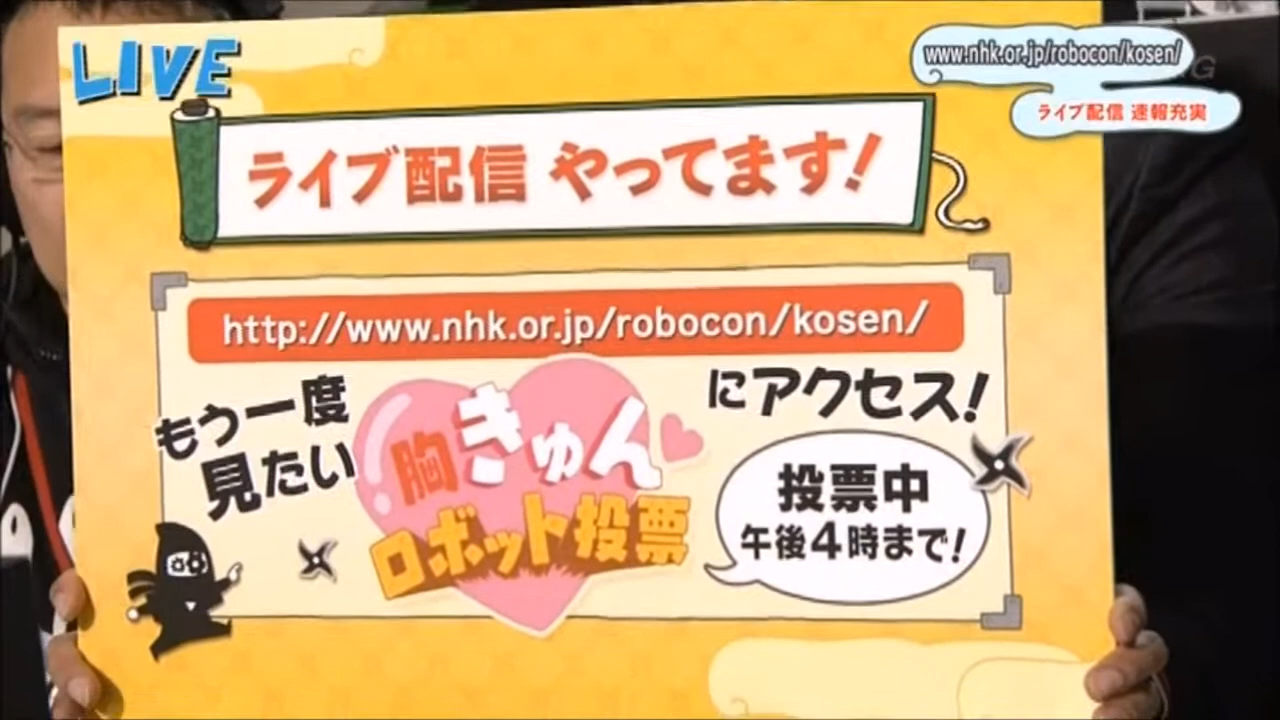 LIVE
www.nhk.or.jp/robocon/kosen/
ライブ配信 速報充実
ライブ配信 やってます!
http://www.nhk.or.jp/robocon/kosen/
もう一度
見たい
胸きゅん
ロボット投票
にアクセス!
投票中
午後4時まで!